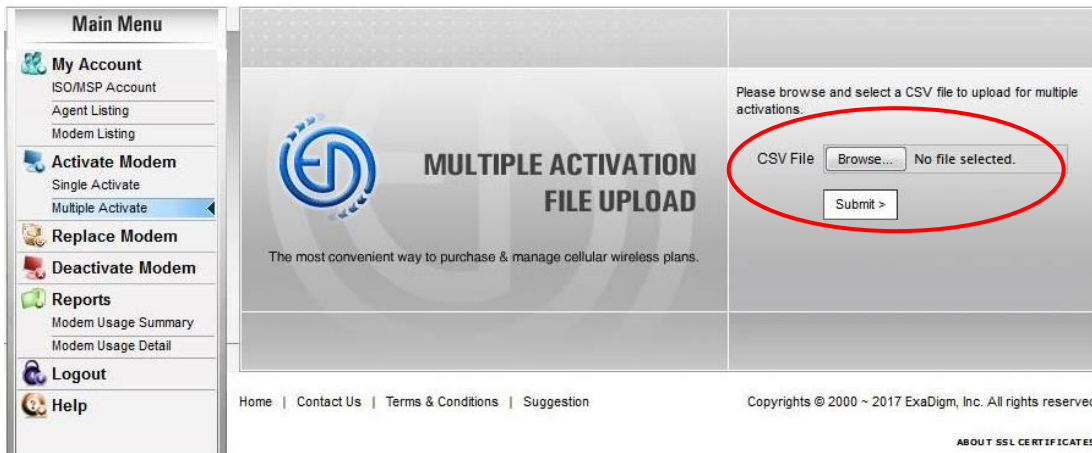 Main Menu
My Account
ISO/MSP Account
Agent Listing
Modem Listing
Activate Modem
Single Activate
Multiple Activate
Replace Modem
Deactivate Modem
Reports
Modem Usage Summary
Modem Usage Detail
Logout
Help
MULTIPLE ACTIVATION
FILE UPLOAD
The most convenient way to purchase & manage cellular wireless plans.
Please browse and select a CSV file to upload for multiple
activations.
CSV File Browse... No file selected.
Submit >
Home | Contact Us | Terms & Conditions | Suggestion
Copyrights © 2000 ~ 2017 ExaDigm, Inc. All rights reserved
ABOUT SSL CERTIFICATES